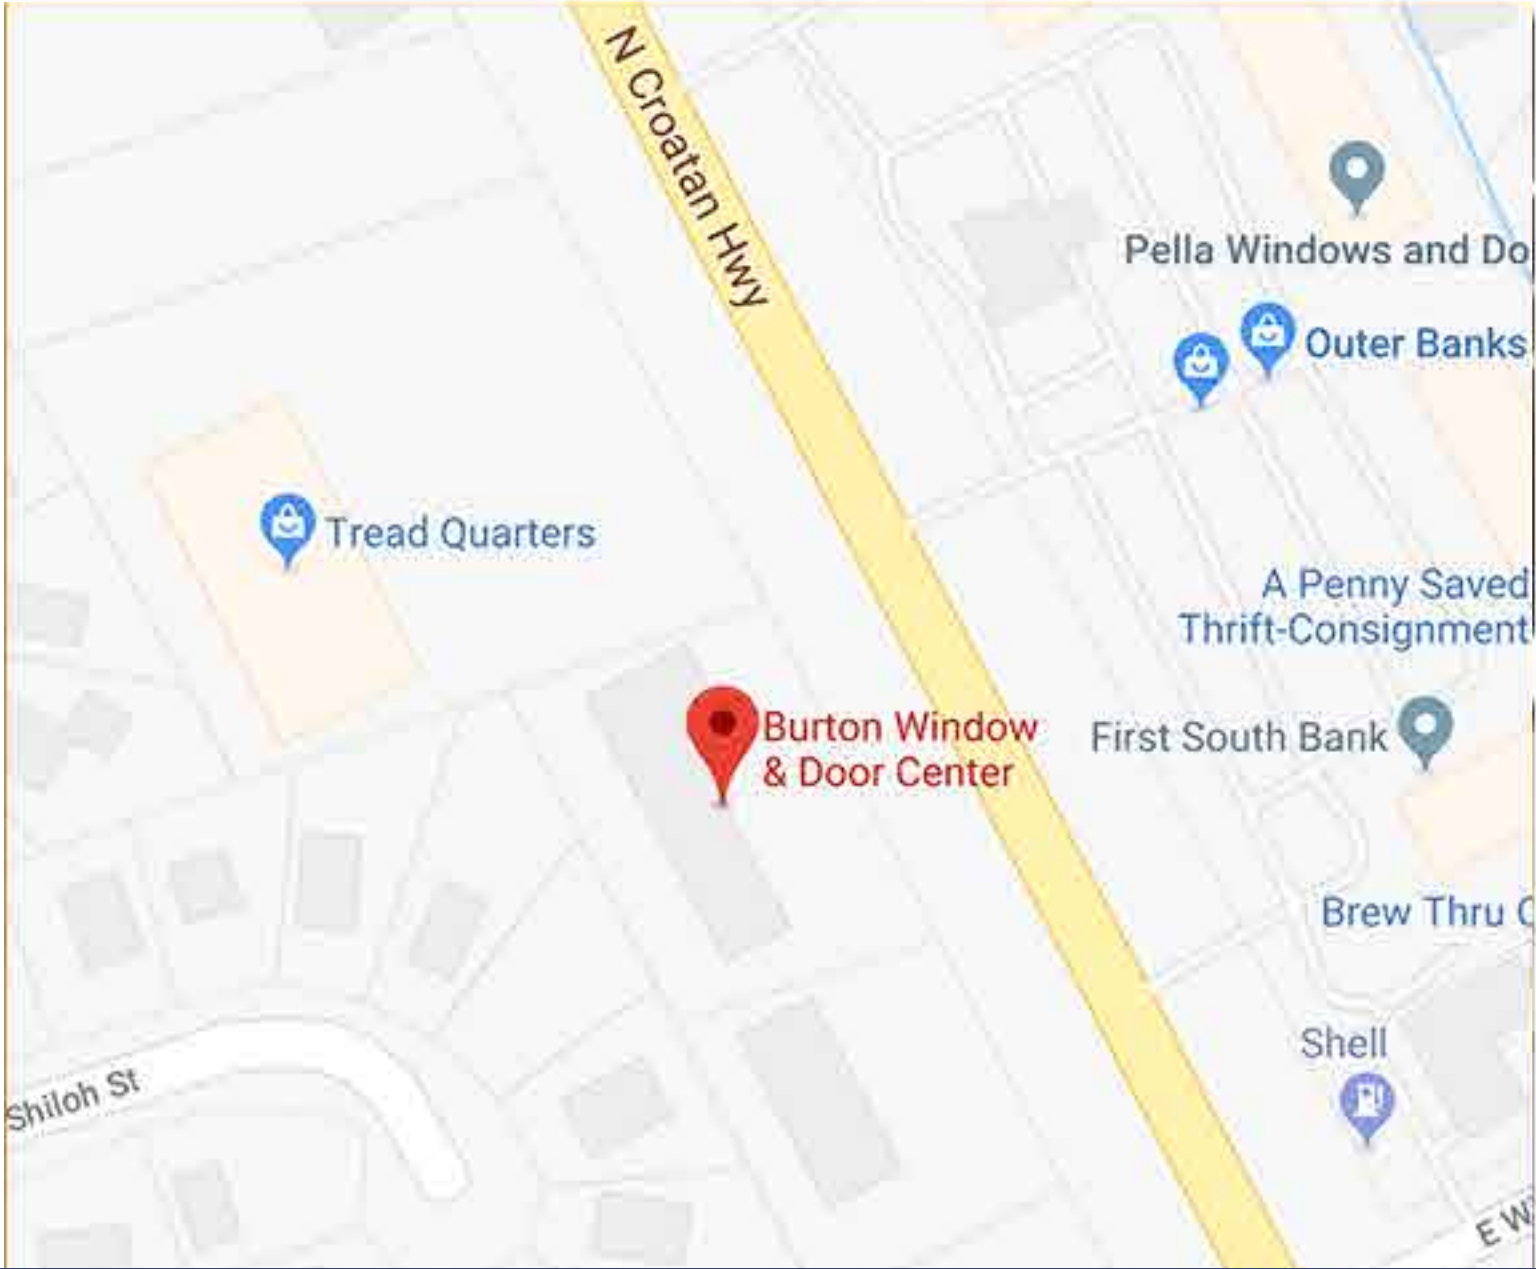 N Croatan Hwy
Pella Windows and Do
Outer Banks
Tread Quarters
A Penny Saved
Thrift-Consignment
Burton Window
& Door Center
First South Bank
Brew Thru
Shell
Shiloh St
E W